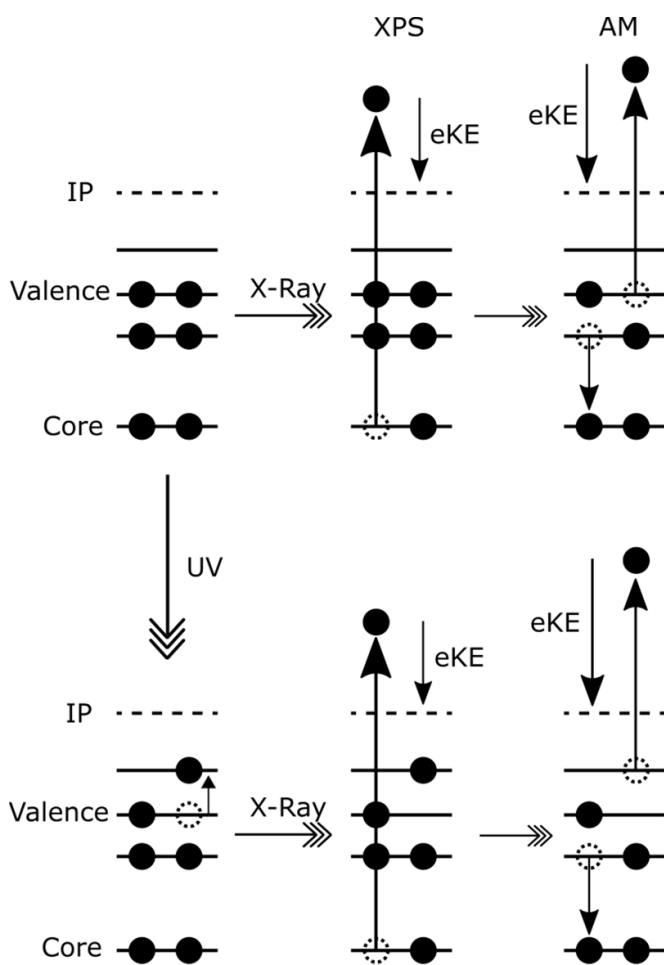 XPS
AM
eKE
eKE
IP
Valence
X-Ray
Core
UV
eKE
eKE
IP
Valence
X-Ray
Core